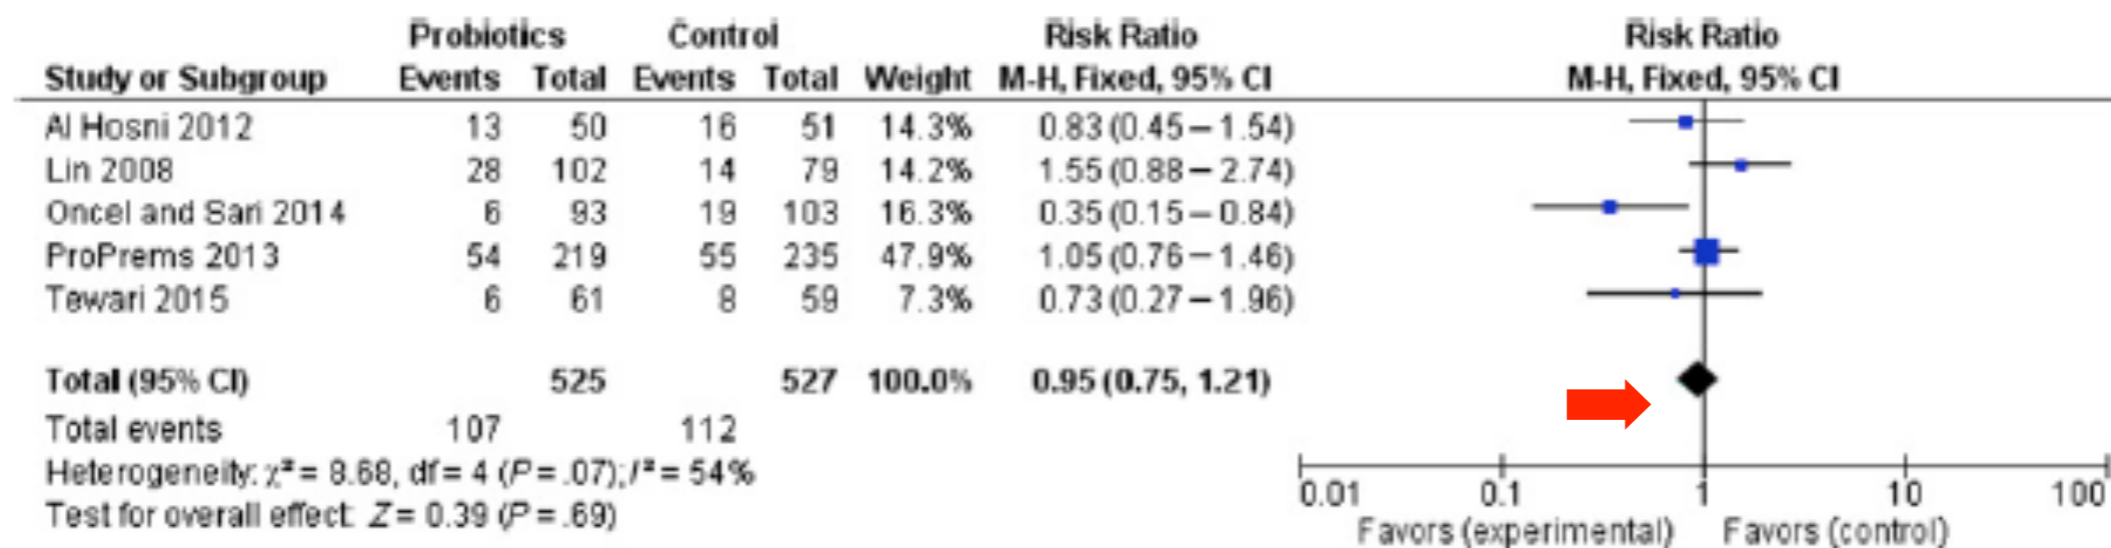 Probiotics Control Risk Ratio Risk Ratio
Study or Subgroup Events Total Events Total Weight M-H, Fixed, 95% CI M-H, Fixed, 95% CI
Al Hosni 2012 13 50 16 51 14.3% 0.83 (0.45 – 1.54)
Lin 2008 28 102 14 79 14.2% 1.55 (0.88 – 2.74)
Oncel and Sari 2014 6 93 19 103 16.3% 0.35 (0.15 – 0.84)
ProPrems 2013 54 219 55 235 47.9% 1.05 (0.76 – 1.46)
Tewari 2015 6 61 8 59 7.3% 0.73 (0.27 – 1.96)
Total (95% CI) 525 527 100.0% 0.95 (0.75, 1.21)
Total events 107 112
Heterogeneity: χ² = 8.68, df = 4 (P = .07); I² = 54%
Test for overall effect: Z = 0.39 (P = .69)
0.01 0.1 1 10 100
Favors (experimental) Favors (control)